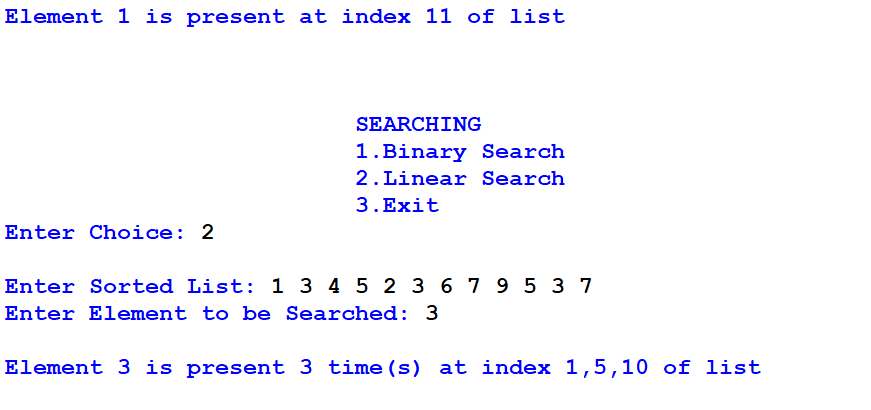 Element 1 is present at index 11 of list
SEARCHING
1.Binary Search
2.Linear Search
3.Exit
Enter Choice: 2
Enter Sorted List: 1 3 4 5 2 3 6 7 9 5 3 7
Enter Element to be Searched: 3
Element 3 is present 3 time(s) at index 1,5,10 of list